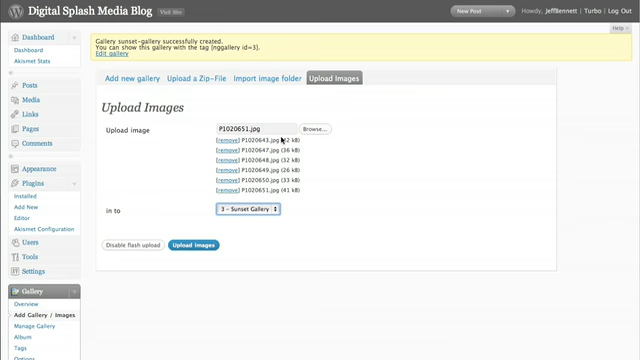 Digital Splash Media Blog
Visit Site
New Post
Howdy, JeffBennett | Turbo | Log Out
Help
Dashboard
Dashboard
Akismet Stats
Posts
Media
Links
Pages
Comments
Appearance
Plugins
Installed
Add New
Editor
Akismet Configuration
Users
Tools
Settings
Gallery
Overview
Add Gallery / Images
Manage Gallery
Album
Tags
Options
Gallery sunset-gallery successfully created.
You can show this gallery with the tag [nggallery id=3].
Edit gallery
Add new gallery
Upload a Zip-File
Import image folder
Upload Images
Upload Images
Upload image
P1020651.jpg
Browse...
[remove] P1020643.jpg kB)
[remove] P1020647.jpg (36 kB)
[remove] P1020648.jpg (32 kB)
[remove] P1020649.jpg (26 kB)
[remove] P1020650.jpg (33 kB)
[remove] P1020651.jpg (41 kB)
in to
3 - Sunset Gallery
Disable flash upload
Upload images